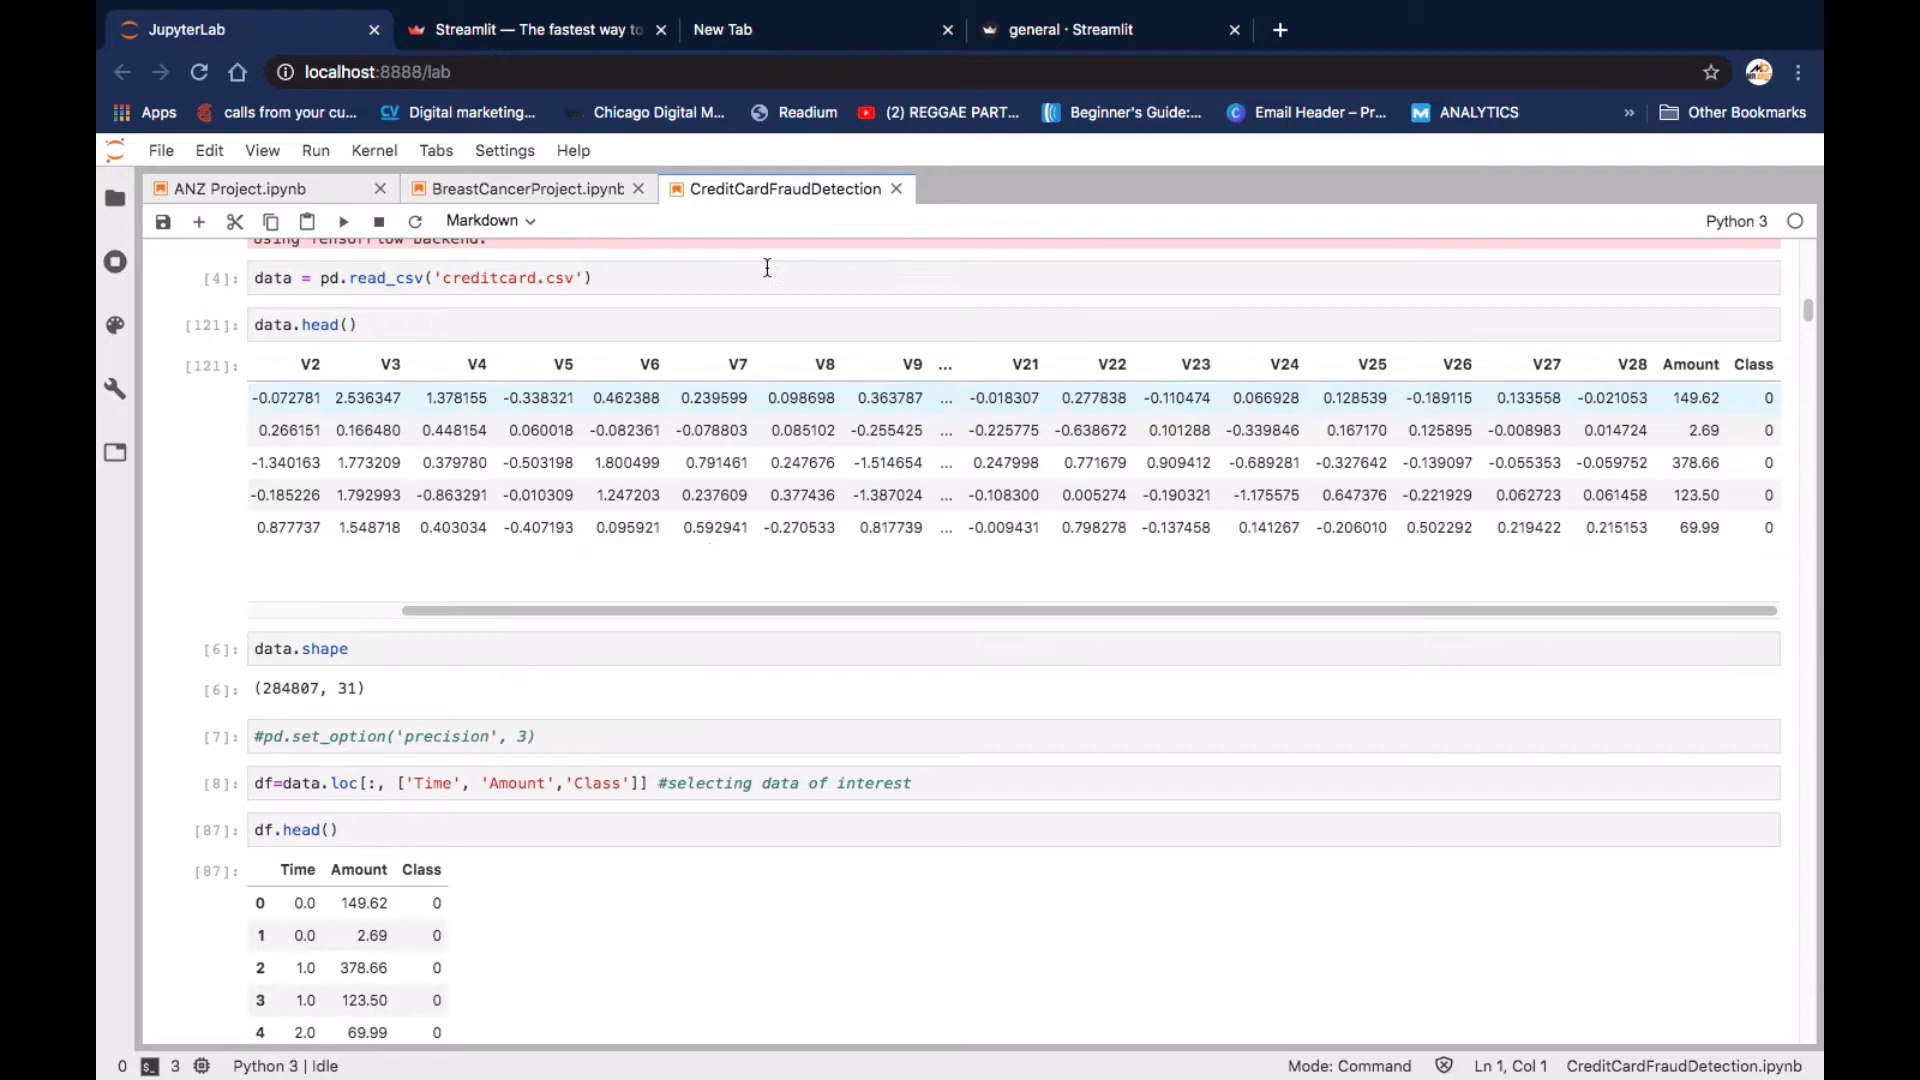 JupyterLab
Streamlit — The fastest way to
New Tab
general · Streamlit
localhost:8888/lab
Apps
calls from your cu...
CV Digital marketing...
Chicago Digital M...
Readium
(2) REGGAE PART...
Beginner's Guide:...
Email Header – Pr...
ANALYTICS
Other Bookmarks
File Edit View Run Kernel Tabs Settings Help
ANZ Project.ipynb
BreastCancerProject.ipynb
CreditCardFraudDetection
Markdown
Python 3
Using TensorFlow backend.
[4]: data = pd.read_csv('creditcard.csv')
[121]: data.head()
[121]: V2 V3 V4 V5 V6 V7 V8 V9 ... V21 V22 V23 V24 V25 V26 V27 V28 Amount Class
-0.072781 2.536347 1.378155 -0.338321 0.462388 0.239599 0.098698 0.363787 ... -0.018307 0.277838 -0.110474 0.066928 0.128539 -0.189115 0.133558 -0.021053 149.62 0
0.266151 0.166480 0.448154 0.060018 -0.082361 -0.078803 0.085102 -0.255425 ... -0.225775 -0.638672 0.101288 -0.339846 0.167170 0.125895 -0.008983 0.014724 2.69 0
-1.340163 1.773209 0.379780 -0.503198 1.800499 0.791461 0.247676 -1.514654 ... 0.247998 0.771679 0.909412 -0.689281 -0.327642 -0.139097 -0.055353 -0.059752 378.66 0
-0.185226 1.792993 -0.863291 -0.010309 1.247203 0.237609 0.377436 -1.387024 ... -0.108300 0.005274 -0.190321 -1.175575 0.647376 -0.221929 0.062723 0.061458 123.50 0
0.877737 1.548718 0.403034 -0.407193 0.095921 0.592941 -0.270533 0.817739 ... -0.009431 0.798278 -0.137458 0.141267 -0.206010 0.502292 0.219422 0.215153 69.99 0
[6]: data.shape
[6]: (284807, 31)
[7]: #pd.set_option('precision', 3)
[8]: df=data.loc[:, ['Time', 'Amount','Class']] #selecting data of interest
[87]: df.head()
[87]: Time Amount Class
0 0.0 149.62 0
1 0.0 2.69 0
2 1.0 378.66 0
3 1.0 123.50 0
4 2.0 69.99 0
0 3 Python 3 | Idle
Mode: Command Ln 1, Col 1 CreditCardFraudDetection.ipynb